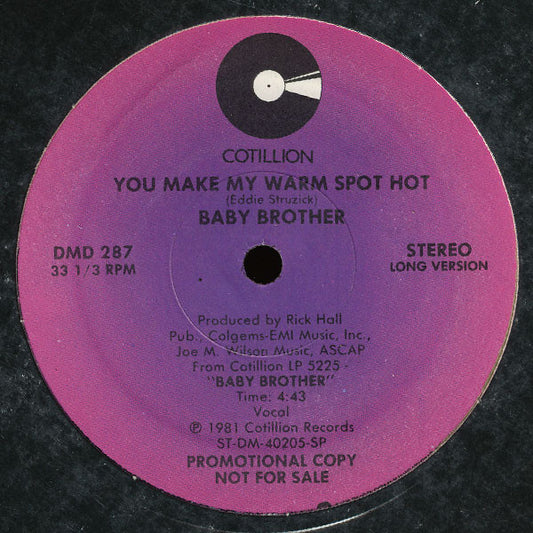 COTILLION
YOU MAKE MY WARM SPOT HOT
(Eddie Struzick)
BABY BROTHER
DMD 287
33 1/3 RPM
STEREO
LONG VERSION
Produced by Rick Hall
Pub., Colgems-EMI Music, Inc.,
Joe M. Wilson Music, ASCAP
From Cotillion LP 5225 -
"BABY BROTHER"
Time: 4:43
Vocal
℗ 1981 Cotillion Records
ST-DM-40205-SP
PROMOTIONAL COPY
NOT FOR SALE